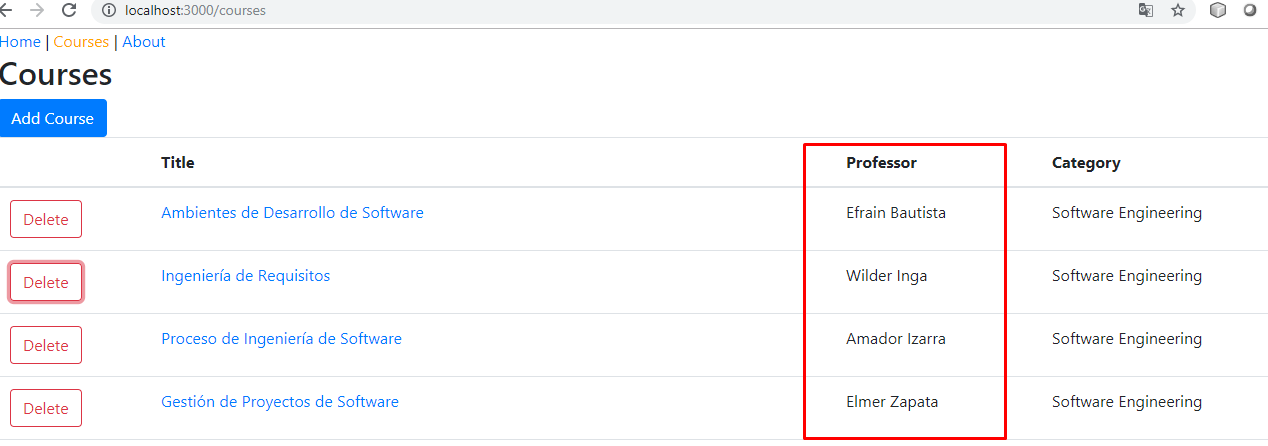 localhost:3000/courses
Home | Courses | About
Courses
Add Course
Title Professor Category
Delete Ambientes de Desarrollo de Software Efrain Bautista Software Engineering
Delete Ingeniería de Requisitos Wilder Inga Software Engineering
Delete Proceso de Ingeniería de Software Amador Izarra Software Engineering
Delete Gestión de Proyectos de Software Elmer Zapata Software Engineering